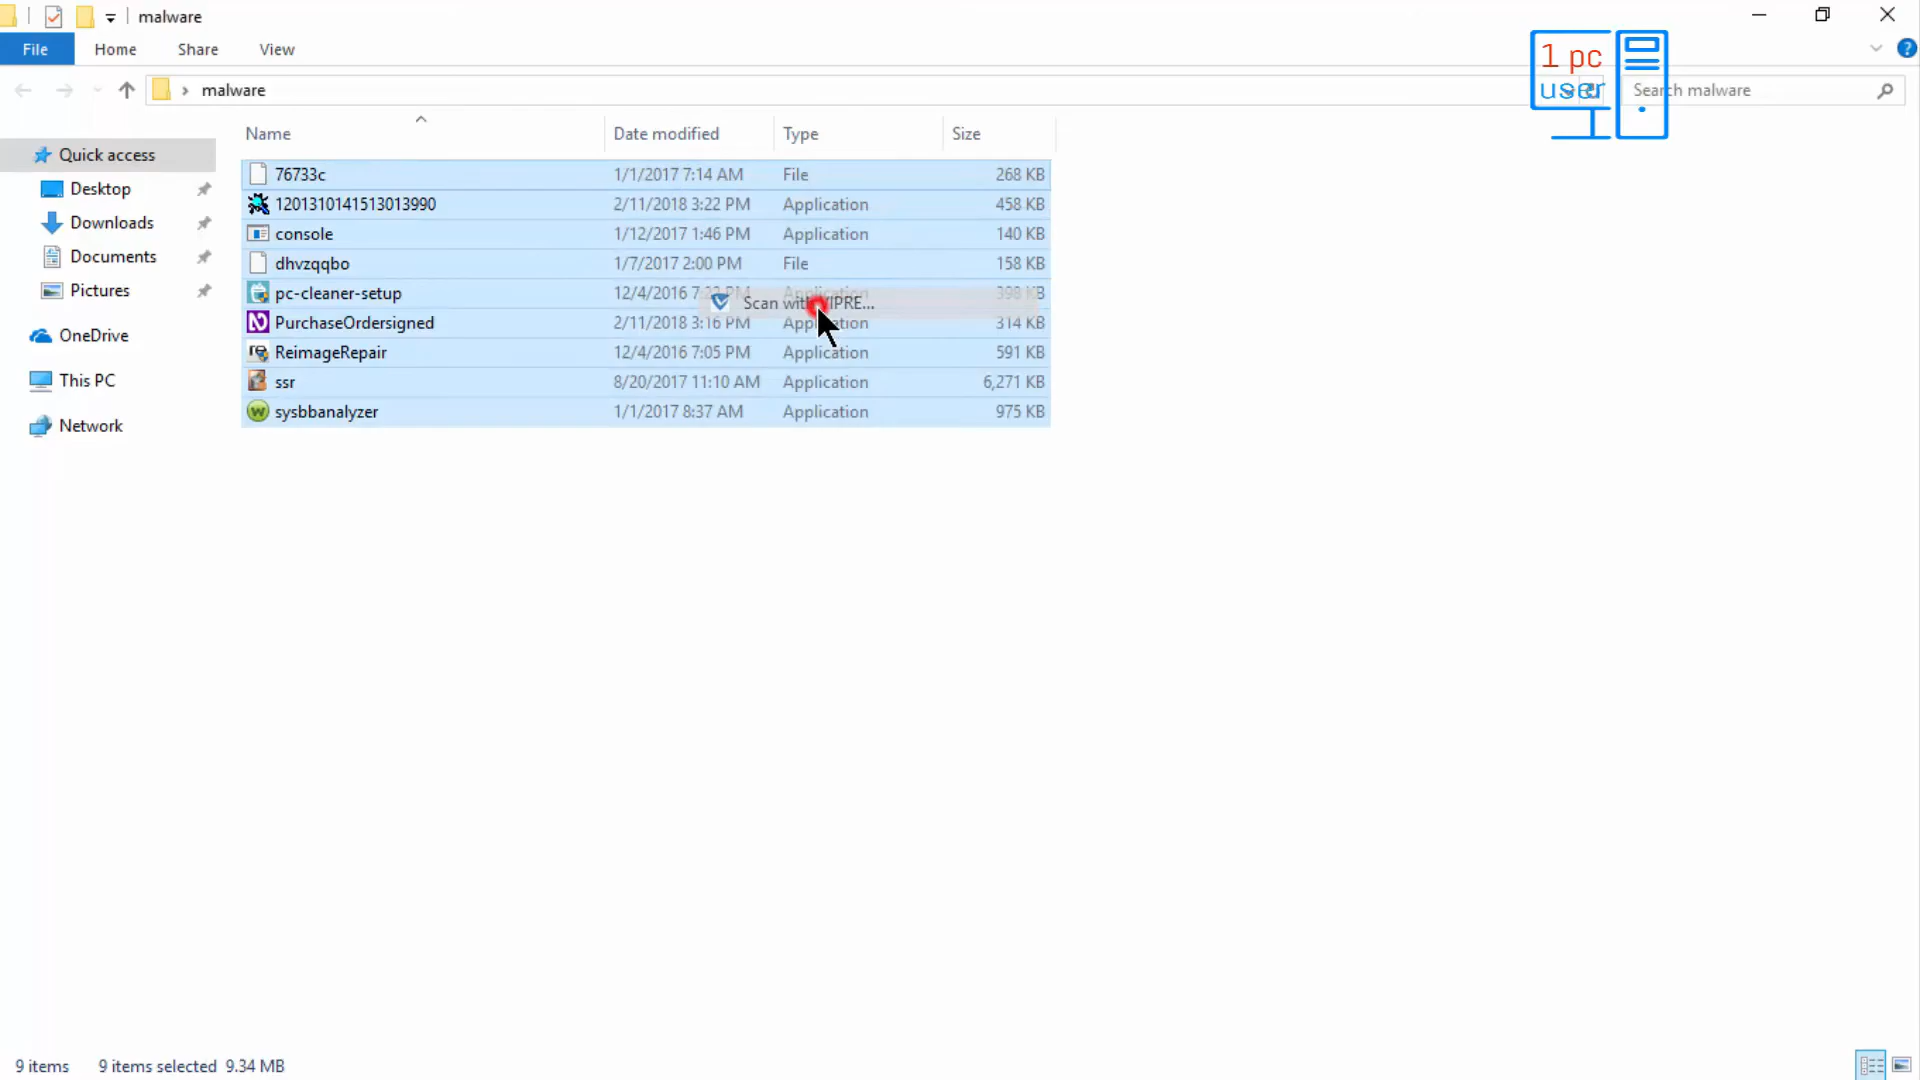 malware
File Home Share View
1 pc
user
malware
Search malware
Name Date modified Type Size
Quick access
Desktop
Downloads
Documents
Pictures
OneDrive
This PC
Network
76733c 1/1/2017 7:14 AM File 268 KB
1201310141513013990 2/11/2018 3:22 PM Application 458 KB
console 1/12/2017 1:46 PM Application 140 KB
dhvzqqbo 1/7/2017 2:00 PM File 158 KB
pc-cleaner-setup 12/4/2016 Application 398 KB
Scan with VIPRE...
PurchaseOrdersigned 2/11/2018 3:16 PM Application 314 KB
ReimageRepair 12/4/2016 7:05 PM Application 591 KB
ssr 8/20/2017 11:10 AM Application 6,271 KB
sysbbanalyzer 1/1/2017 8:37 AM Application 975 KB
9 items 9 items selected 9.34 MB